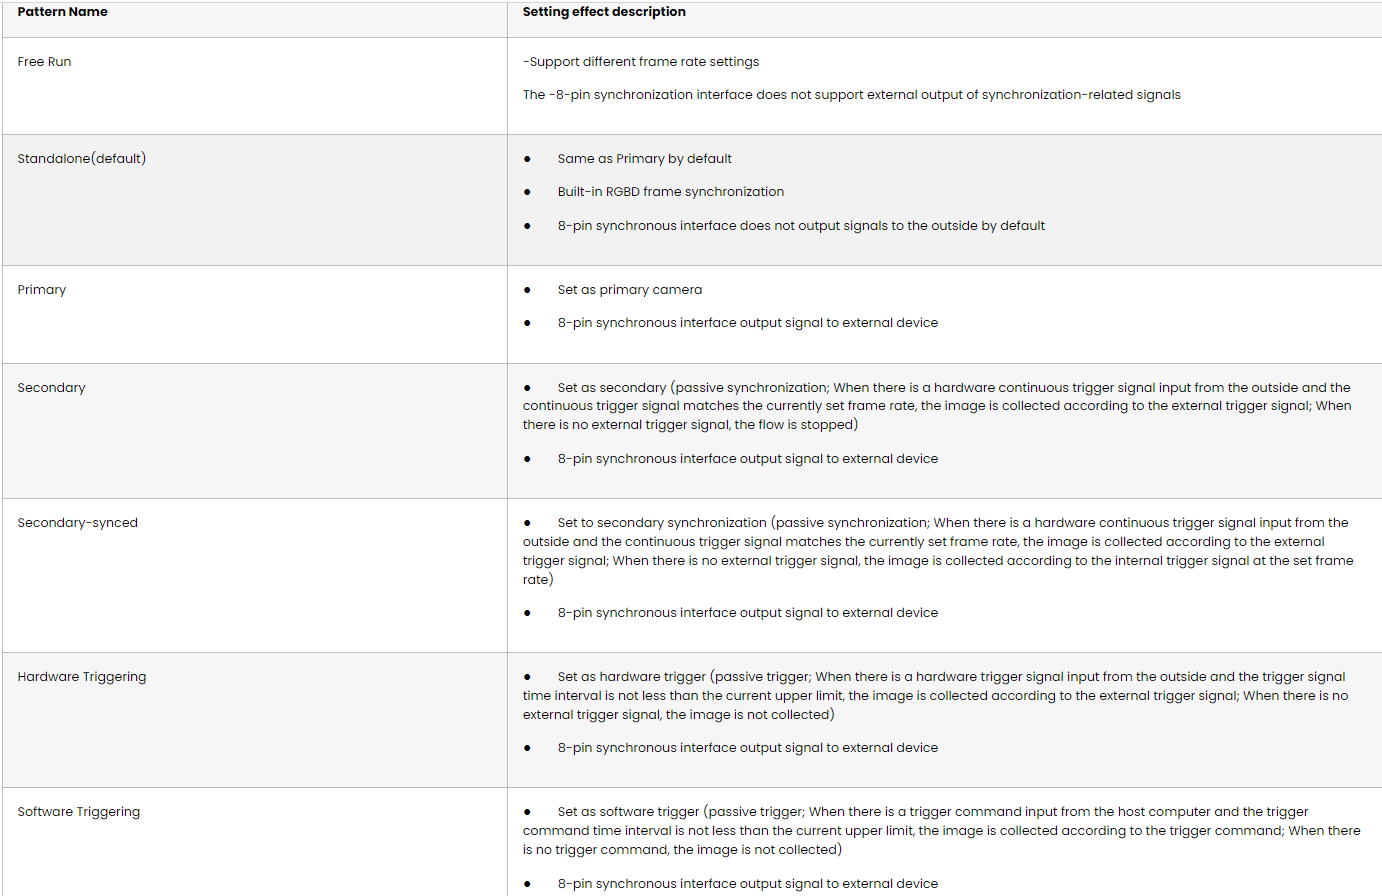 Pattern Name
Setting effect description
Free Run
-Support different frame rate settings
The -8-pin synchronization interface does not support external output of synchronization-related signals
Standalone(default)
● Same as Primary by default
● Built-in RGBD frame synchronization
● 8-pin synchronous interface does not output signals to the outside by default
Primary
● Set as primary camera
● 8-pin synchronous interface output signal to external device
Secondary
● Set as secondary (passive synchronization; When there is a hardware continuous trigger signal input from the outside and the
continuous trigger signal matches the currently set frame rate, the image is collected according to the external trigger signal; When
there is no external trigger signal, the flow is stopped)
● 8-pin synchronous interface output signal to external device
Secondary-synced
● Set to secondary synchronization (passive synchronization; When there is a hardware continuous trigger signal input from the
outside and the continuous trigger signal matches the currently set frame rate, the image is collected according to the external
trigger signal; When there is no external trigger signal, the image is collected according to the internal trigger signal at the set frame
rate)
● 8-pin synchronous interface output signal to external device
Hardware Triggering
● Set as hardware trigger (passive trigger; When there is a hardware trigger signal input from the outside and the trigger signal
time interval is not less than the current upper limit, the image is collected according to the external trigger signal; When there is no
external trigger signal, the image is not collected)
● 8-pin synchronous interface output signal to external device
Software Triggering
● Set as software trigger (passive trigger; When there is a trigger command input from the host computer and the trigger
command time interval is not less than the current upper limit, the image is collected according to the trigger command; When there
is no trigger command, the image is not collected)
● 8-pin synchronous interface output signal to external device